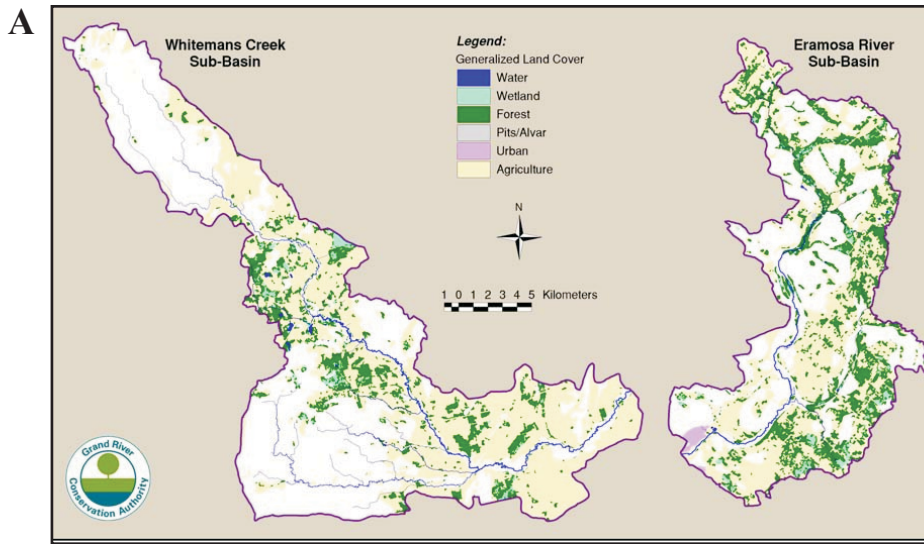 A
Whitemans Creek
Sub-Basin
Legend:
Generalized Land Cover
Water
Wetland
Forest
Pits/Alvar
Urban
Agriculture
Eramosa River
Sub-Basin
N
1 0 1 2 3 4 5 Kilometers
Grand River
Conservation Authority